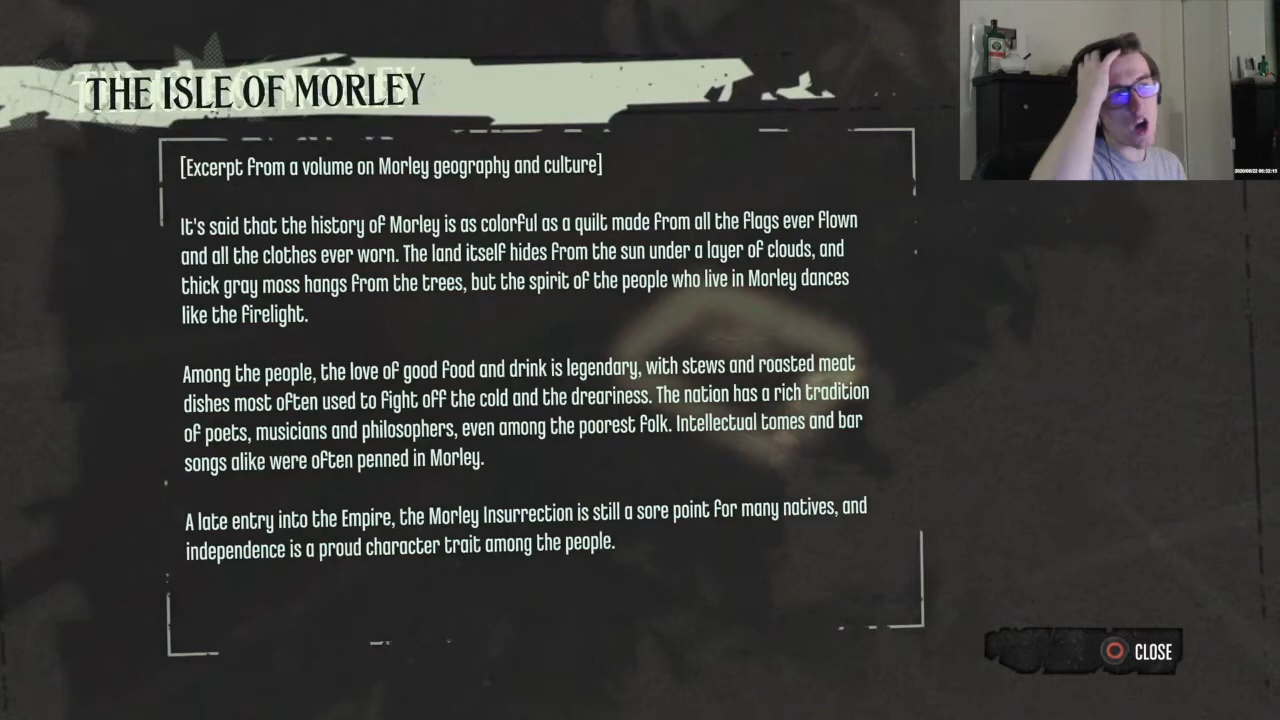 THE ISLE OF MORLEY
[Excerpt from a volume on Morley geography and culture]
It's said that the history of Morley is as colorful as a quilt made from all the flags ever flown
and all the clothes ever worn. The land itself hides from the sun under a layer of clouds, and
thick gray moss hangs from the trees, but the spirit of the people who live in Morley dances
like the firelight.
Among the people, the love of good food and drink is legendary, with stews and roasted meat
dishes most often used to fight off the cold and the dreariness. The nation has a rich tradition
of poets, musicians and philosophers, even among the poorest folk. Intellectual tomes and bar
songs alike were often penned in Morley.
A late entry into the Empire, the Morley Insurrection is still a sore point for many natives, and
independence is a proud character trait among the people.
CLOSE